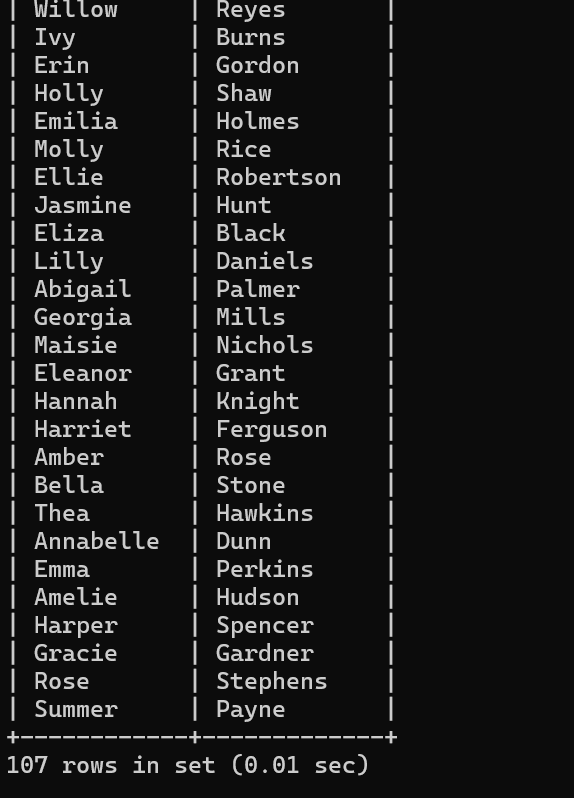 | Willow     | Reyes       |
| Ivy        | Burns       |
| Erin       | Gordon      |
| Holly      | Shaw        |
| Emilia     | Holmes      |
| Molly      | Rice        |
| Ellie      | Robertson   |
| Jasmine    | Hunt        |
| Eliza      | Black       |
| Lilly      | Daniels     |
| Abigail    | Palmer      |
| Georgia    | Mills       |
| Maisie     | Nichols     |
| Eleanor    | Grant       |
| Hannah     | Knight      |
| Harriet    | Ferguson    |
| Amber      | Rose        |
| Bella      | Stone       |
| Thea       | Hawkins     |
| Annabelle  | Dunn        |
| Emma       | Perkins     |
| Amelie     | Hudson      |
| Harper     | Spencer     |
| Gracie     | Gardner     |
| Rose       | Stephens    |
| Summer     | Payne       |
+------------+-------------+
107 rows in set (0.01 sec)